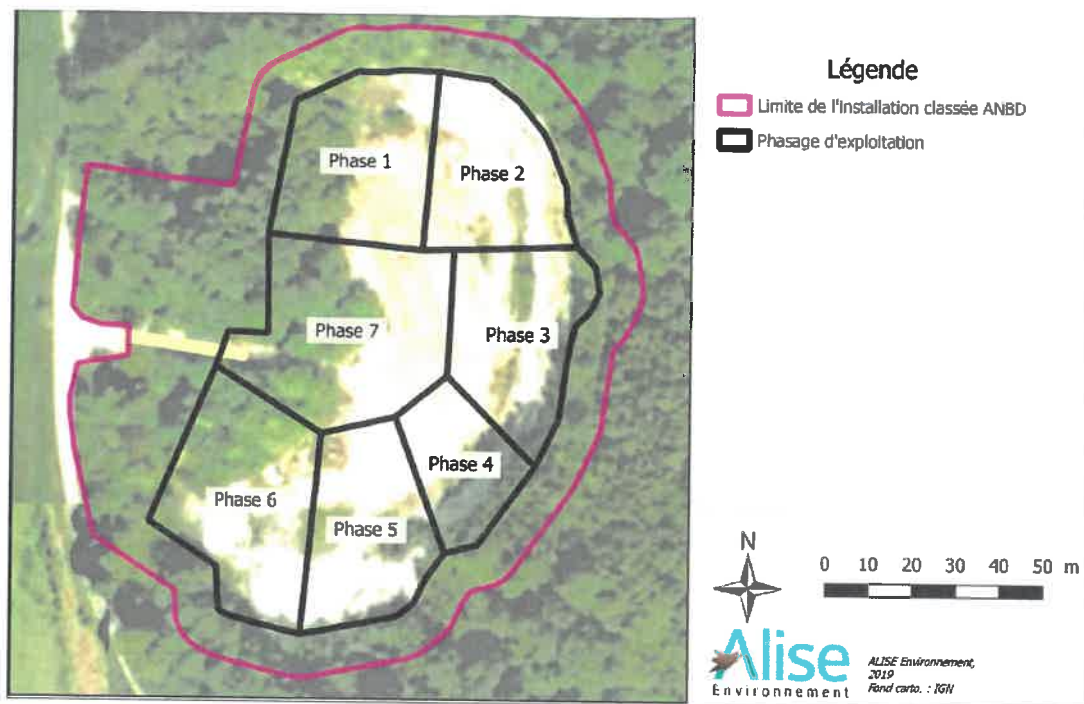 Phase 1
Phase 2
Phase 7
Phase 3
Phase 4
Phase 6
Phase 5
Légende
Limite de l'Installation classée ANBD
Phasage d'exploitation
N
0 10 20 30 40 50 m
Alise
Environnement
ALISE Environnement,
2019
Fond carto. : IGN